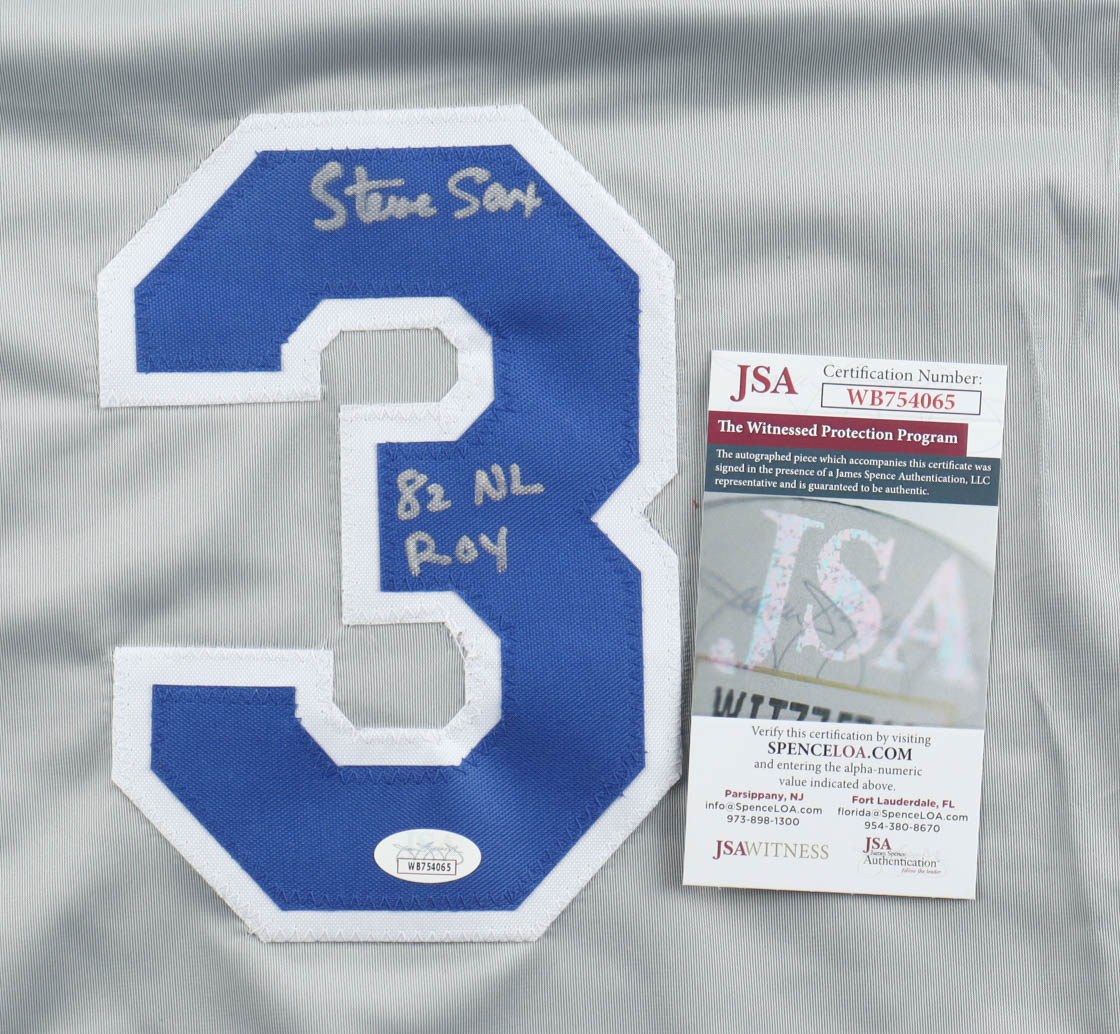 3
Steve Sax
82 NL
ROY
WB754065
JSA
Certification Number:
WB754065
The Witnessed Protection Program
The autographed piece which accompanies this certificate was
signed in the presence of a James Spence Authentication, LLC
representative and is guaranteed to be authentic.
JSA
Verify this certification by visiting
SPENCELOA.COM
and entering the alpha-numeric
value indicated above.
Parsippany, NJ
info@SpenceLOA.com
973-898-1300
Fort Lauderdale, FL
florida@SpenceLOA.com
954-380-8670
JSAWITNESS
JSA
James Spence
Authentication
follow the leader